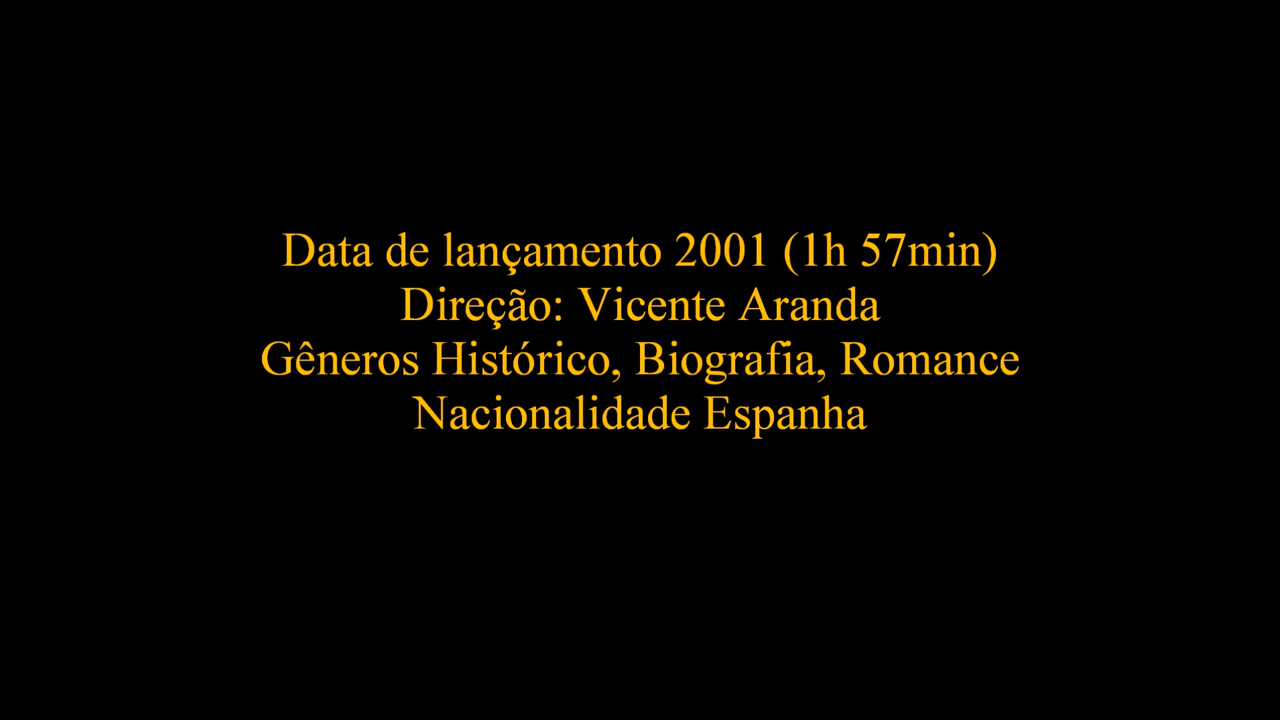 Data de lançamento 2001 (1h 57min)
Direção: Vicente Aranda
Gêneros Histórico, Biografia, Romance
Nacionalidade Espanha